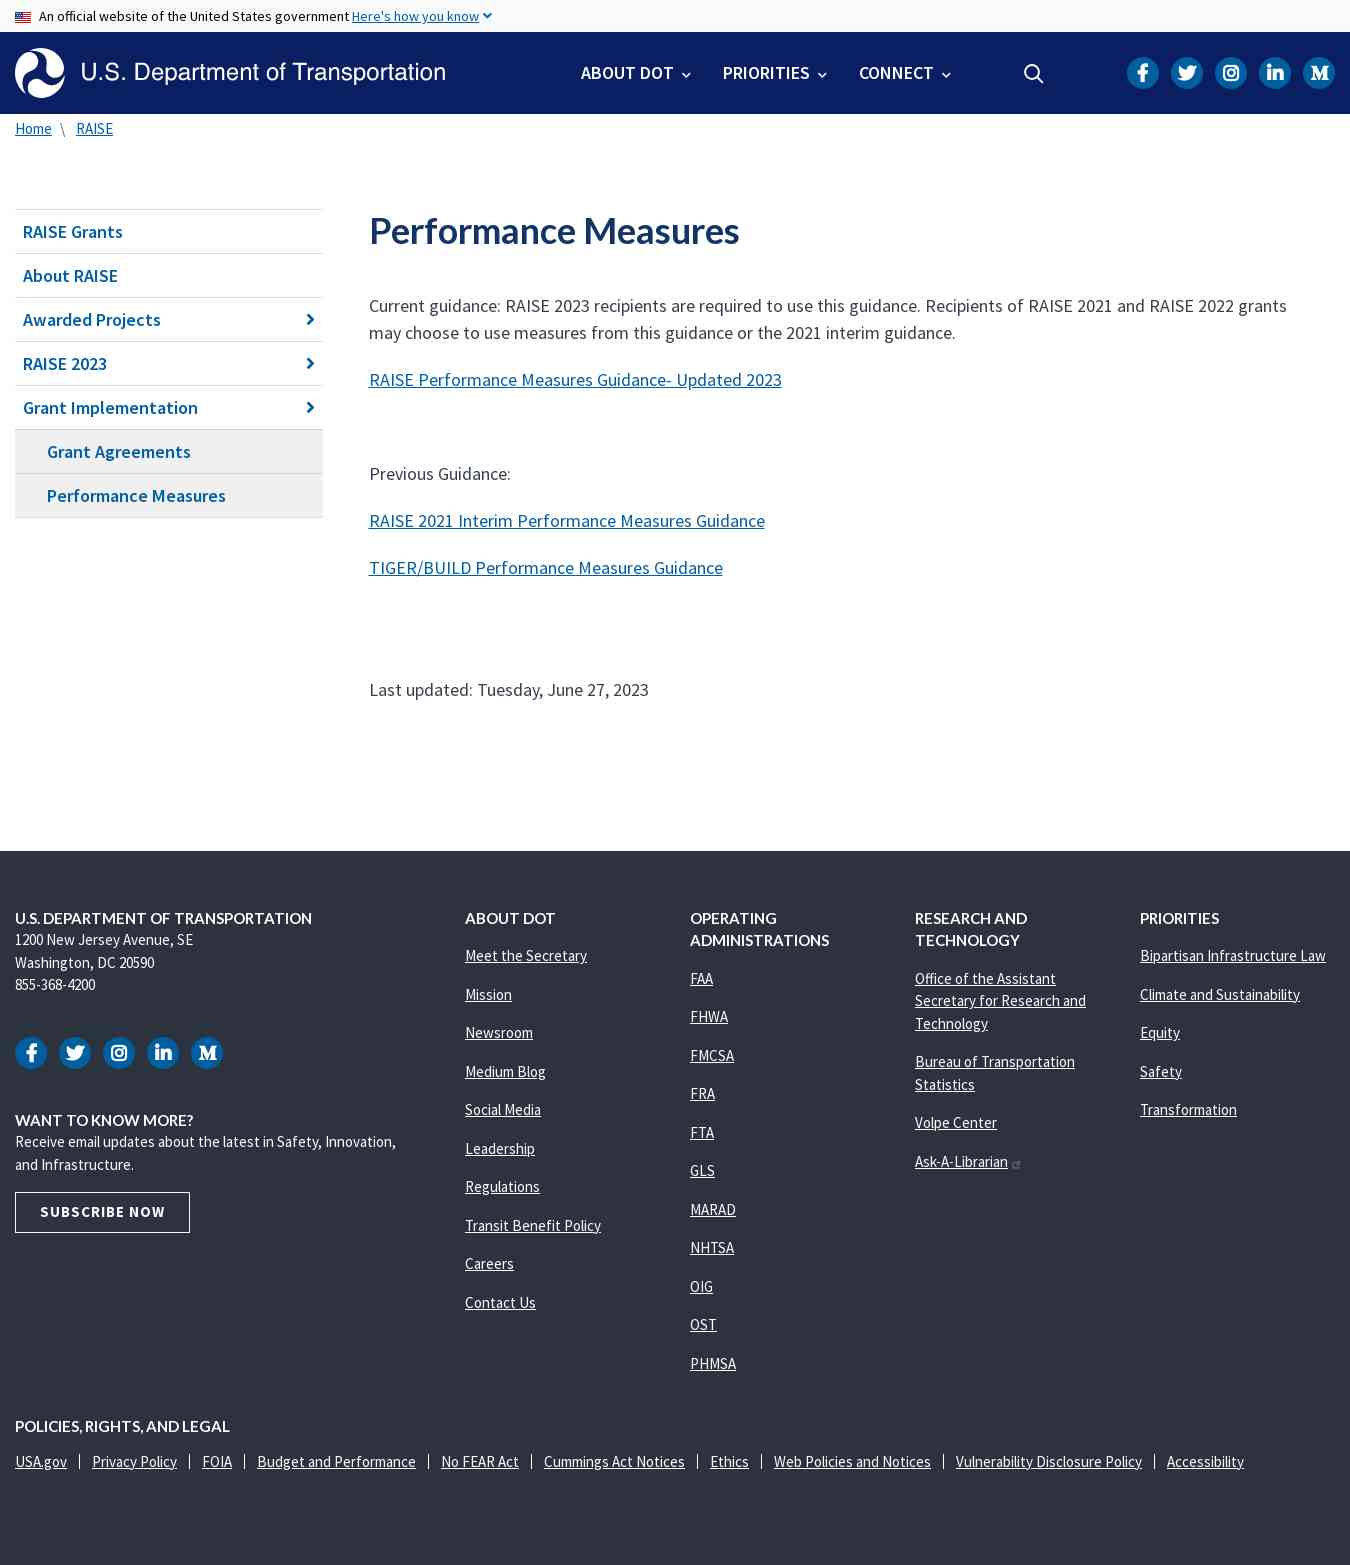 An official website of the United States government Here's how you know
U.S. Department of Transportation
ABOUT DOT
PRIORITIES
CONNECT
Home \ RAISE
RAISE Grants
About RAISE
Awarded Projects
RAISE 2023
Grant Implementation
Grant Agreements
Performance Measures
Performance Measures
Current guidance: RAISE 2023 recipients are required to use this guidance. Recipients of RAISE 2021 and RAISE 2022 grants
may choose to use measures from this guidance or the 2021 interim guidance.
RAISE Performance Measures Guidance- Updated 2023
Previous Guidance:
RAISE 2021 Interim Performance Measures Guidance
TIGER/BUILD Performance Measures Guidance
Last updated: Tuesday, June 27, 2023
U.S. DEPARTMENT OF TRANSPORTATION
1200 New Jersey Avenue, SE
Washington, DC 20590
855-368-4200
WANT TO KNOW MORE?
Receive email updates about the latest in Safety, Innovation,
and Infrastructure.
SUBSCRIBE NOW
ABOUT DOT
Meet the Secretary
Mission
Newsroom
Medium Blog
Social Media
Leadership
Regulations
Transit Benefit Policy
Careers
Contact Us
OPERATING
ADMINISTRATIONS
FAA
FHWA
FMCSA
FRA
FTA
GLS
MARAD
NHTSA
OIG
OST
PHMSA
RESEARCH AND
TECHNOLOGY
Office of the Assistant
Secretary for Research and
Technology
Bureau of Transportation
Statistics
Volpe Center
Ask-A-Librarian
PRIORITIES
Bipartisan Infrastructure Law
Climate and Sustainability
Equity
Safety
Transformation
POLICIES, RIGHTS, AND LEGAL
USA.gov | Privacy Policy | FOIA | Budget and Performance | No FEAR Act | Cummings Act Notices | Ethics | Web Policies and Notices | Vulnerability Disclosure Policy | Accessibility